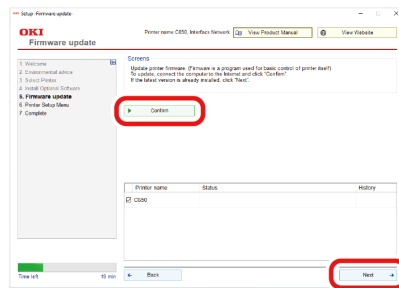 Setup -Firmware update-
OKI
Firmware update
Printer name C650, Interface Network
View Product Manual
View Website
1 Welcome
2 Environmental advice
3 Select Printer
4 Install Optional Software
5. Firmware update
6 Printer Setup Menu
7 Complete
Screens
Update printer firmware. (Firmware is a program used for basic control of printer itself)
To update, connect the computer to the Internet and click "Confirm".
If the latest version is already installed, click "Next".
Confirm
Printer name Status History
C650
Time left 19 min
Back
Next